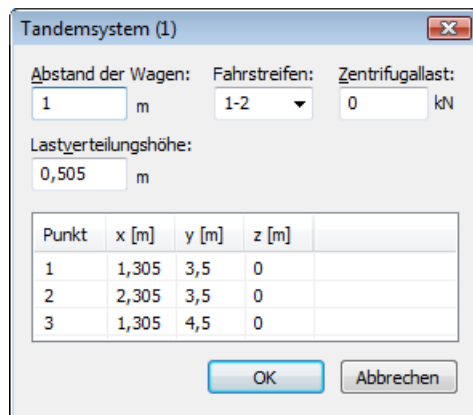 Tandemsystem (1)
Abstand der Wagen: Fahrstreifen: Zentrifugallast:
1 m 1-2 0 kN
Lastverteilungshöhe:
0,505 m
Punkt x [m] y [m] z [m]
1 1,305 3,5 0
2 2,305 3,5 0
3 1,305 4,5 0
OK Abbrechen